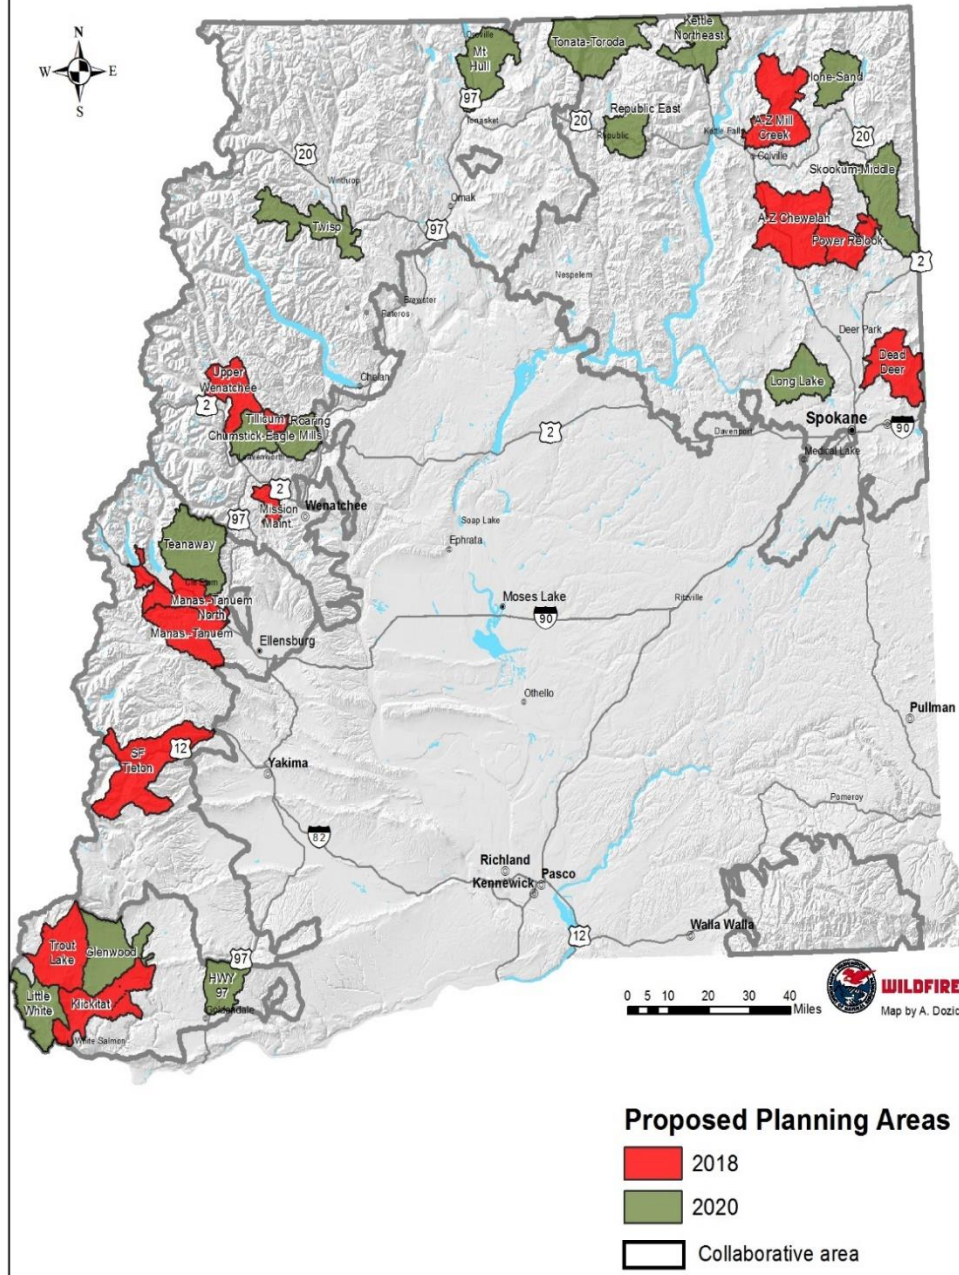 N
W
E
S
Oroville
Mt
Hull
97
Tonasket
Tonata-Toroda
Kettle
Northeast
Ione-Sand
Republic East
20
Republic
A-Z Mill
Creek
Kettle Falls
Colville
20
Skookum-Middle
20
Winthrop
Omak
Twisp
97
A-Z Chewelah
Power Relook
2
Nespelem
Brewster
Pateros
Deer Park
Dead
Deer
Chelan
Upper
Wenatchee
2
Tillicum
Roaring
Chumstick-Eagle
Mills
Long Lake
Spokane
90
Davenport
Medical Lake
2
2
Mission
Maint.
Wenatchee
97
Soap Lake
Ephrata
Teanaway
Cle Elum
Manas-Tanuem
North
Manas-Tanuem
Ellensburg
Moses Lake
90
Ritzville
Othello
Pullman
SF
Tieton
12
Yakima
82
Pomeroy
Richland
Kennewick
Pasco
12
Walla Walla
Trout
Lake
Glenwood
Little
White
Klickitat
White Salmon
97
HWY
97
Goldendale
0 5 10 20 30 40
Miles
WILDFIRE
Map by A. Dozic
Proposed Planning Areas
2018
2020
Collaborative area